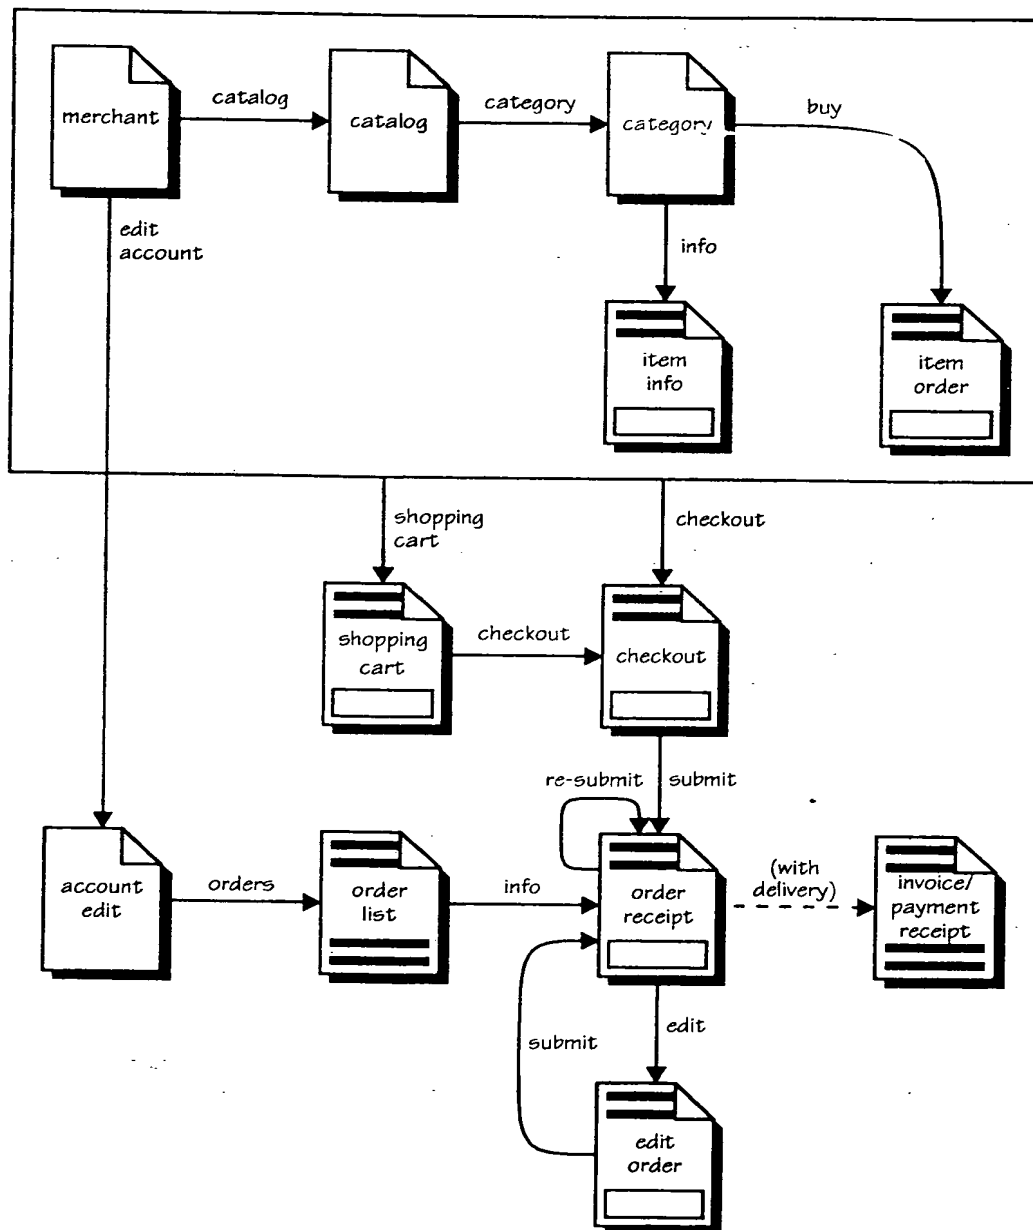 merchant
catalog
catalog
category
category
buy
edit
account
info
item
info
item
order
shopping
cart
checkout
shopping
cart
checkout
checkout
re-submit
submit
account
edit
orders
order
list
info
order
receipt
(with
delivery)
invoice/
payment
receipt
submit
edit
edit
order